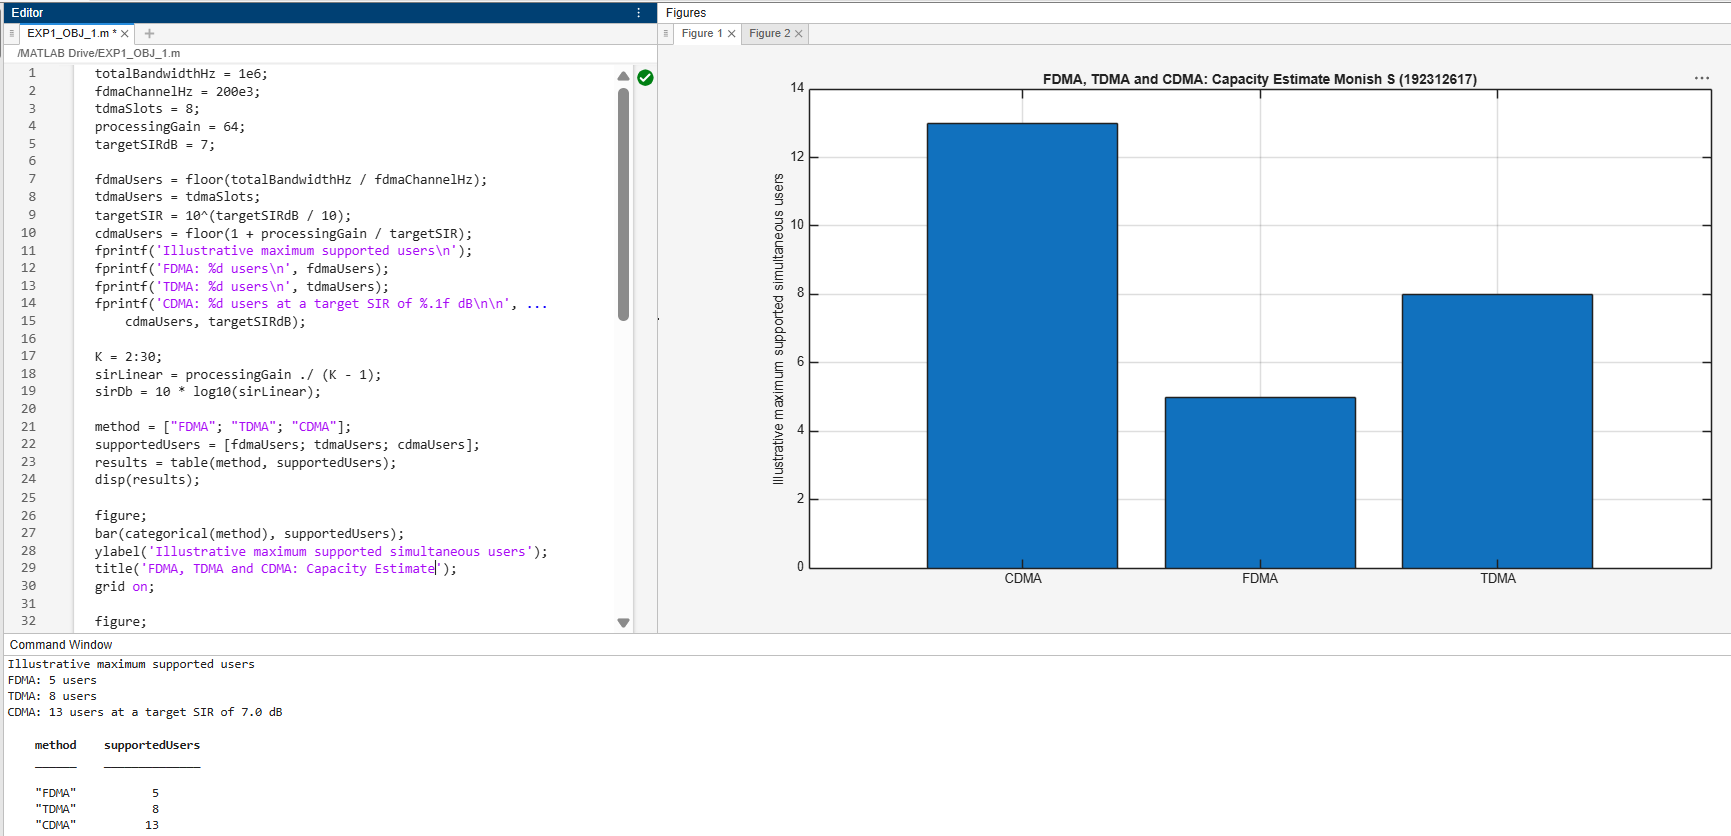 Editor
EXP1_OBJ_1.m *
/MATLAB Drive/EXP1_OBJ_1.m
1 totalBandwidthHz = 1e6;
2 fdmaChannelHz = 200e3;
3 tdmaSlots = 8;
4 processingGain = 64;
5 targetSIRdB = 7;
6
7 fdmaUsers = floor(totalBandwidthHz / fdmaChannelHz);
8 tdmaUsers = tdmaSlots;
9 targetSIR = 10^(targetSIRdB / 10);
10 cdmaUsers = floor(1 + processingGain / targetSIR);
11 fprintf('Illustrative maximum supported users\n');
12 fprintf('FDMA: %d users\n', fdmaUsers);
13 fprintf('TDMA: %d users\n', tdmaUsers);
14 fprintf('CDMA: %d users at a target SIR of %.1f dB\n\n', ...
15 cdmaUsers, targetSIRdB);
16
17 K = 2:30;
18 sirLinear = processingGain ./ (K - 1);
19 sirDb = 10 * log10(sirLinear);
20
21 method = ["FDMA"; "TDMA"; "CDMA"];
22 supportedUsers = [fdmaUsers; tdmaUsers; cdmaUsers];
23 results = table(method, supportedUsers);
24 disp(results);
25
26 figure;
27 bar(categorical(method), supportedUsers);
28 ylabel('Illustrative maximum supported simultaneous users');
29 title('FDMA, TDMA and CDMA: Capacity Estimate');
30 grid on;
31
32 figure;
Figures
Figure 1 Figure 2
FDMA, TDMA and CDMA: Capacity Estimate Monish S (192312617)
Illustrative maximum supported simultaneous users
14
12
10
8
6
4
2
0
CDMA FDMA TDMA
Command Window
Illustrative maximum supported users
FDMA: 5 users
TDMA: 8 users
CDMA: 13 users at a target SIR of 7.0 dB
method supportedUsers
"FDMA" 5
"TDMA" 8
"CDMA" 13